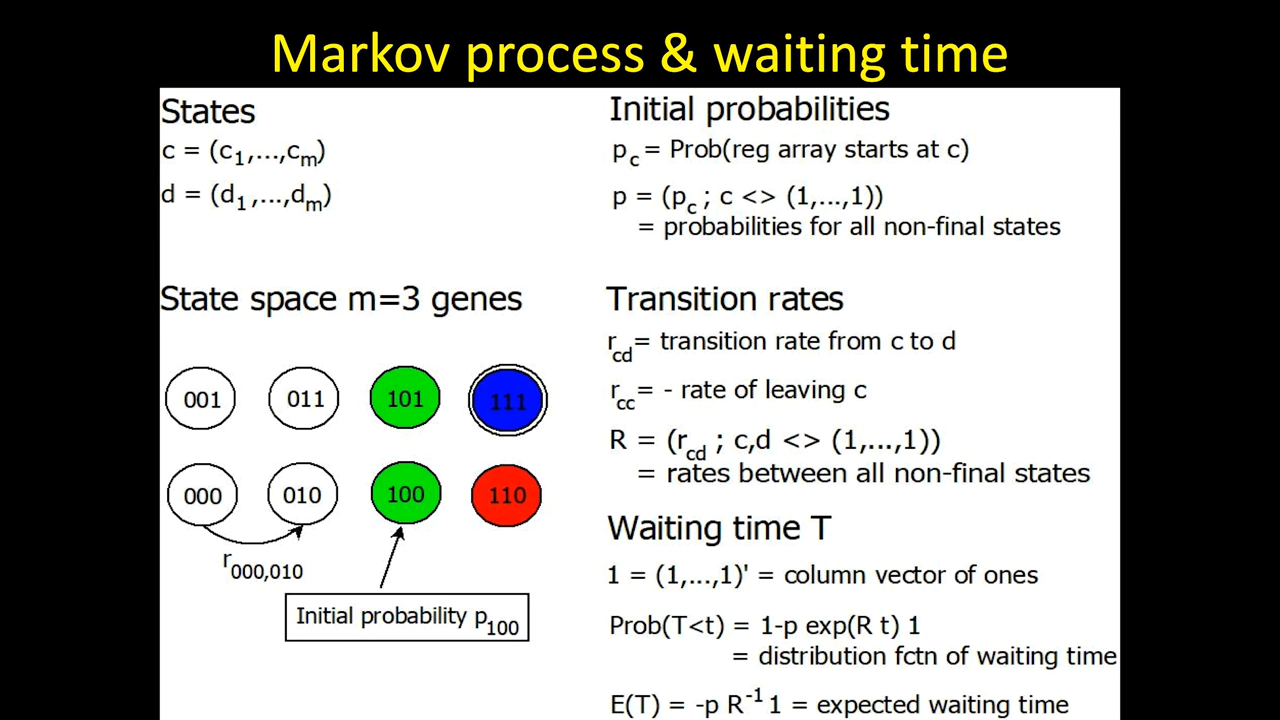 Markov process & waiting time
States
c = (c1,...,cm)
d = (d1,...,dm)
State space m=3 genes
001 011 101 111
000 010 100 110
r000,010
Initial probability p100
Initial probabilities
pc = Prob(reg array starts at c)
p = (pc ; c <> (1,...,1))
= probabilities for all non-final states
Transition rates
rcd = transition rate from c to d
rcc = - rate of leaving c
R = (rcd ; c,d <> (1,...,1))
= rates between all non-final states
Waiting time T
1 = (1,...,1)' = column vector of ones
Prob(T<t) = 1-p exp(R t) 1
= distribution fctn of waiting time
E(T) = -p R-1 1 = expected waiting time